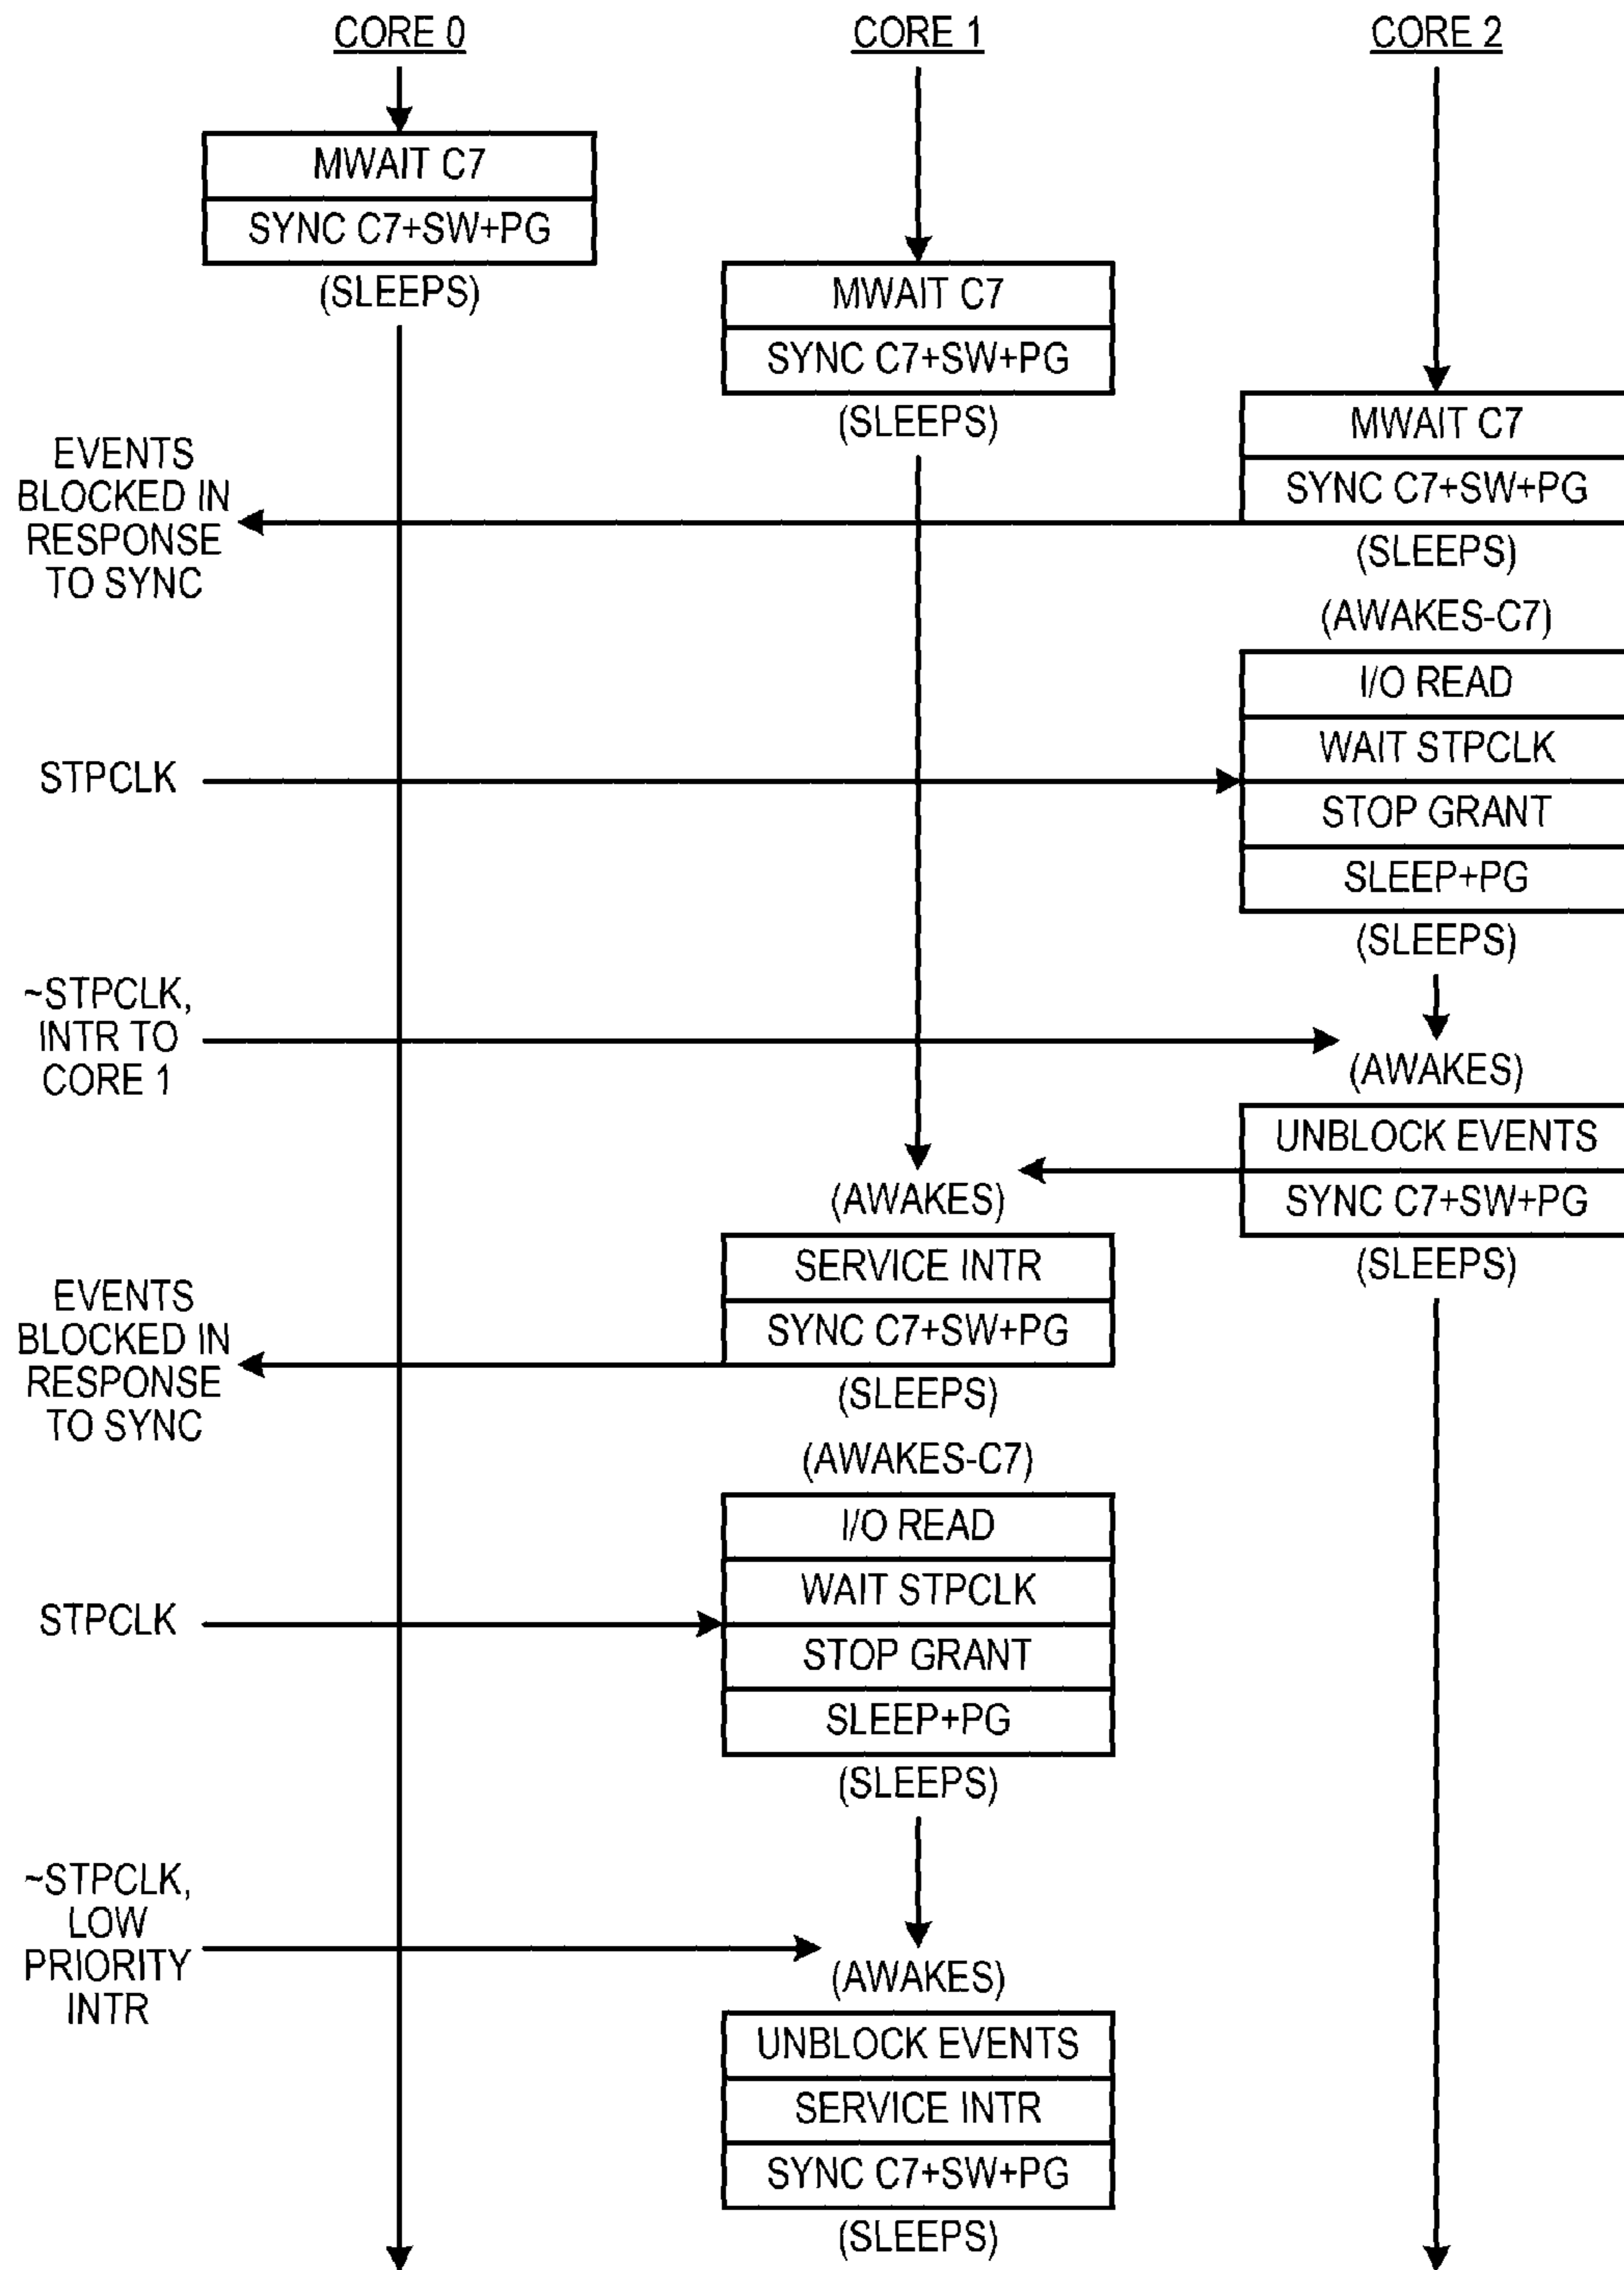 CORE 0
CORE 1
CORE 2
MWAIT C7
SYNC C7+SW+PG
(SLEEPS)
MWAIT C7
SYNC C7+SW+PG
(SLEEPS)
MWAIT C7
SYNC C7+SW+PG
(SLEEPS)
EVENTS
BLOCKED IN
RESPONSE
TO SYNC
(AWAKES-C7)
I/O READ
WAIT STPCLK
STOP GRANT
SLEEP+PG
(SLEEPS)
STPCLK
~STPCLK,
INTR TO
CORE 1
(AWAKES)
UNBLOCK EVENTS
SYNC C7+SW+PG
(SLEEPS)
(AWAKES)
SERVICE INTR
SYNC C7+SW+PG
(SLEEPS)
EVENTS
BLOCKED IN
RESPONSE
TO SYNC
(AWAKES-C7)
I/O READ
WAIT STPCLK
STOP GRANT
SLEEP+PG
(SLEEPS)
STPCLK
~STPCLK,
LOW
PRIORITY
INTR
(AWAKES)
UNBLOCK EVENTS
SERVICE INTR
SYNC C7+SW+PG
(SLEEPS)